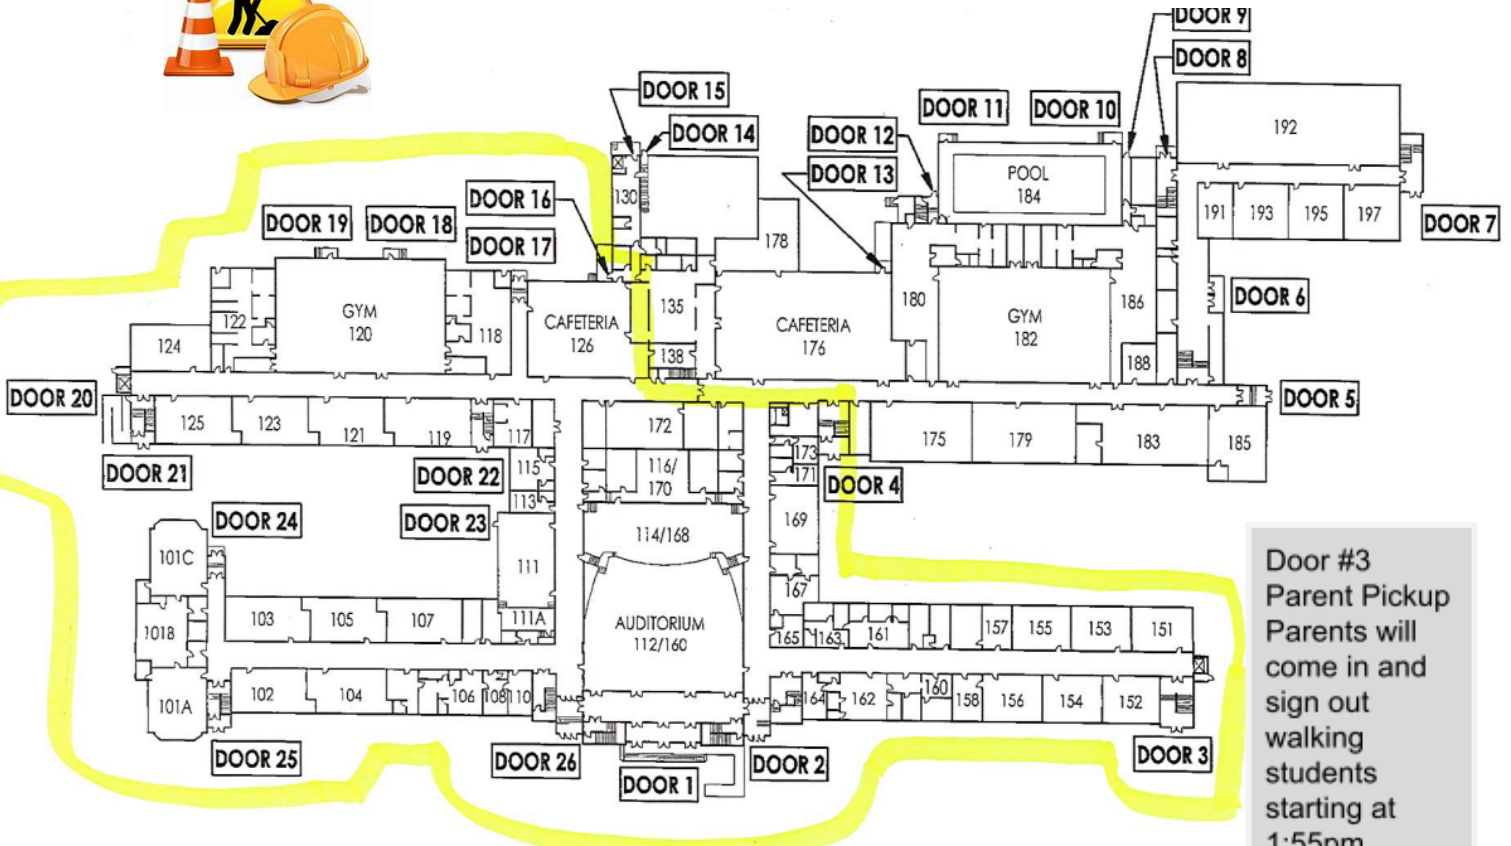 DOOR 9
DOOR 8
DOOR 15
DOOR 14
DOOR 11
DOOR 10
DOOR 12
DOOR 13
192
POOL
184
130
DOOR 16
DOOR 17
178
191
193
195
197
DOOR 7
DOOR 19
DOOR 18
DOOR 6
GYM
120
122
118
124
CAFETERIA
126
135
138
CAFETERIA
176
180
GYM
182
186
188
DOOR 20
DOOR 5
125
123
121
119
117
172
173
171
175
179
183
185
DOOR 21
DOOR 22
115
113
116/
170
DOOR 4
DOOR 24
DOOR 23
114/168
169
101C
111
167
103
105
107
111A
101B
AUDITORIUM
112/160
165
163
161
157
155
153
151
101A
102
104
106
108
110
164
162
160
158
156
154
152
DOOR 25
DOOR 26
DOOR 1
DOOR 2
DOOR 3
Door #3
Parent Pickup
Parents will
come in and
sign out
walking
students
starting at
1:55pm